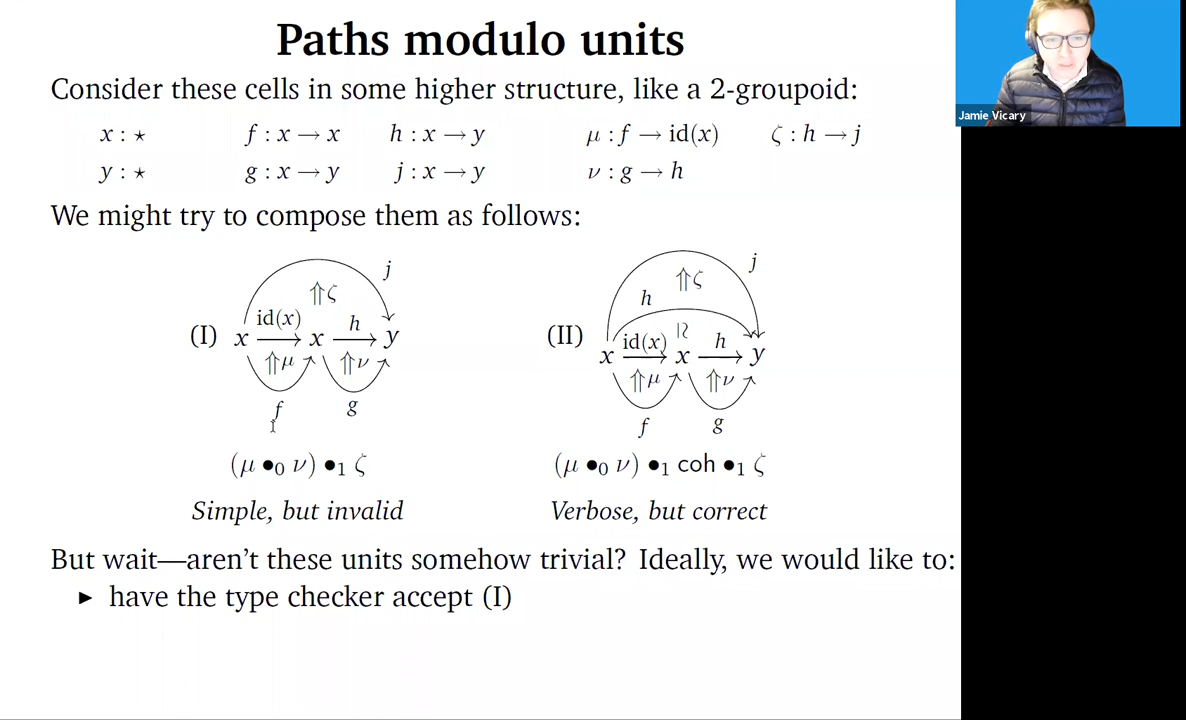 Paths modulo units
Jamie Vicary
Consider these cells in some higher structure, like a 2-groupoid:
x : ⋆ f : x → x h : x → y μ : f → id(x) ζ : h → j
y : ⋆ g : x → y j : x → y ν : g → h
We might try to compose them as follows:
(I) x id(x) x h y j ⇑ζ ⇑μ ⇑ν f g
(II) x id(x) x h y h j ⇑ζ ≀≀ ⇑μ ⇑ν f g
(μ •₀ ν) •₁ ζ
(μ •₀ ν) •₁ coh •₁ ζ
Simple, but invalid
Verbose, but correct
But wait—aren't these units somehow trivial? Ideally, we would like to:
▸ have the type checker accept (I)